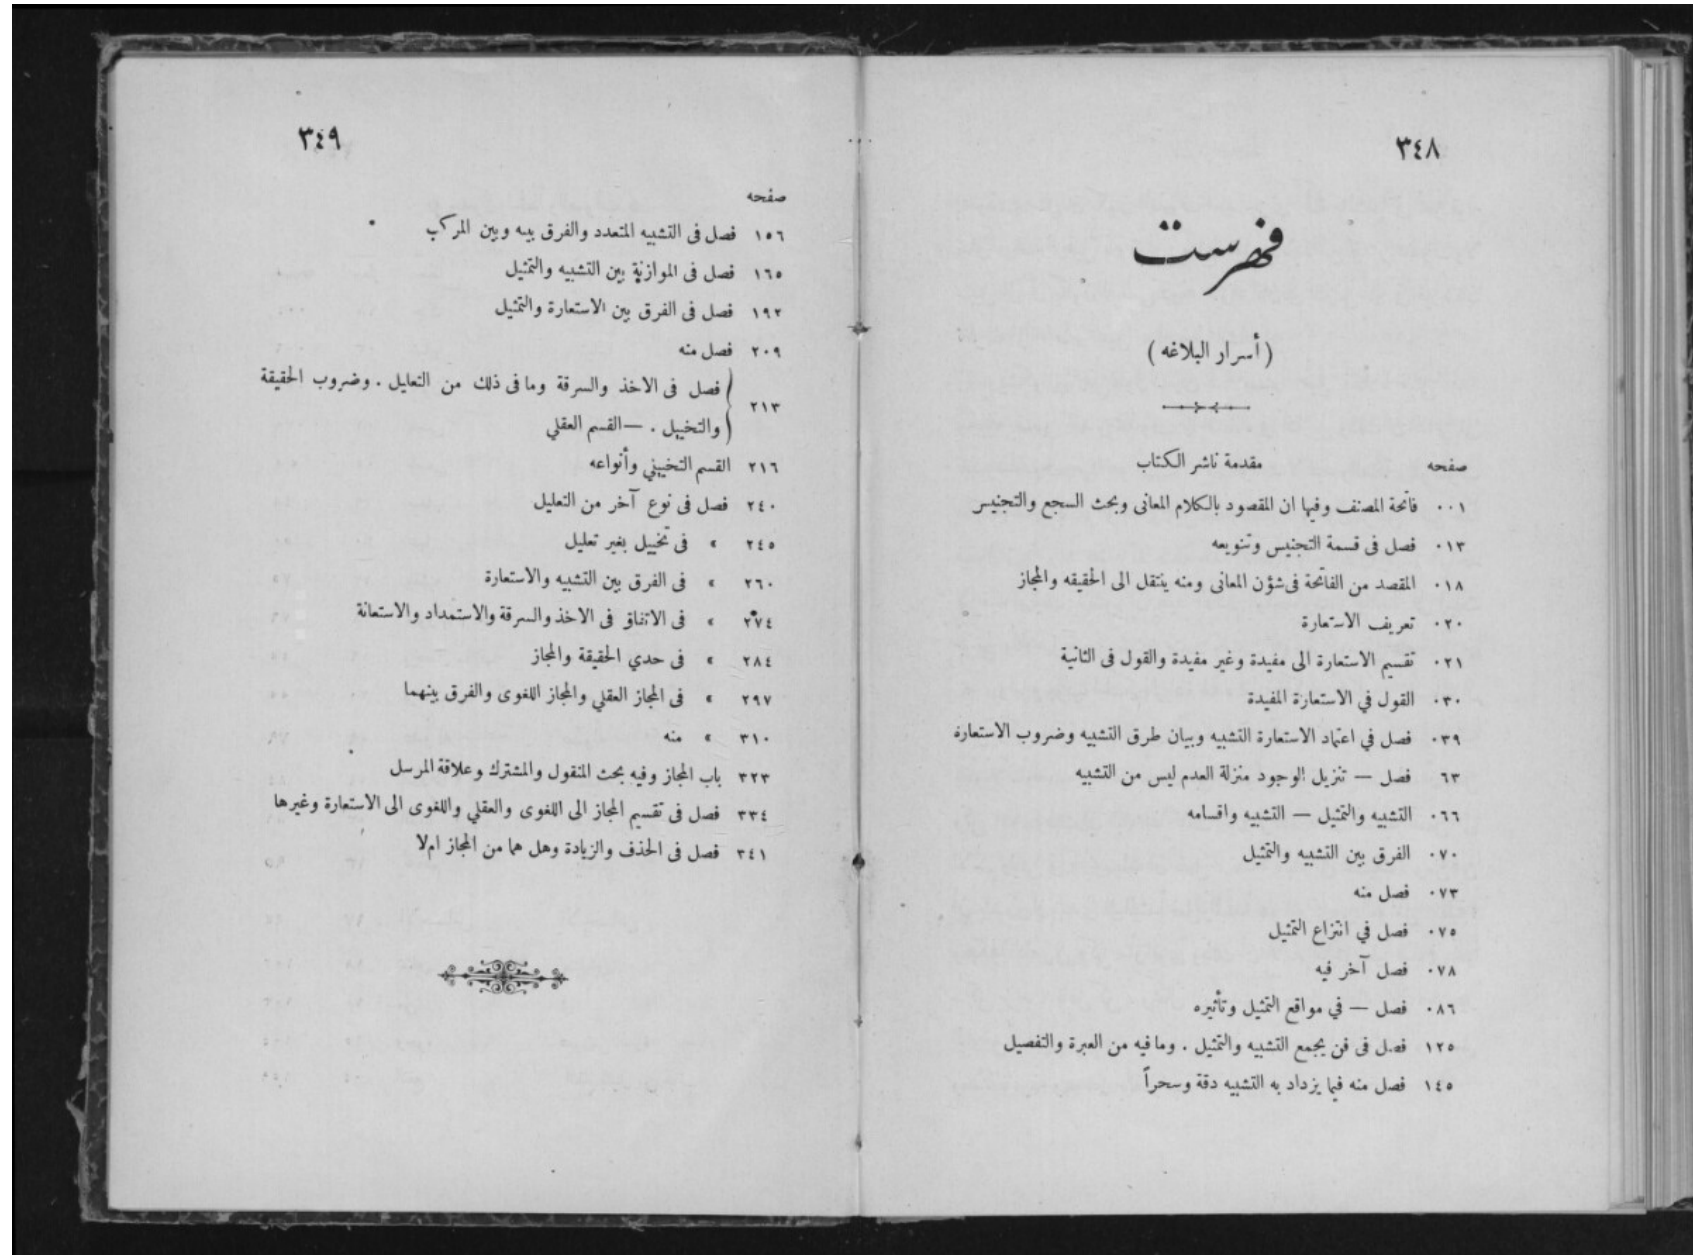 ٣٤٨
فهرست
( أسرار البلاغه )
صفحه
مقدمة ناشر الكتاب
٠٠١ فاتحة المصنف وفيها ان المقصود بالكلام المعانى وبحث السجع والتجنيس
٠١٣ فصل فى قسمة التجنيس وتنويعه
٠١٨ المقصد من الفاتحة فى شؤن المعانى ومنه ينتقل الى الحقيقه والمجاز
٠٢٠ تعريف الاستعارة
٠٢١ تقسيم الاستعارة الى مفيدة وغير مفيدة والقول فى الثانية
٠٣٠ القول في الاستعارة المفيدة
٠٣٩ فصل في اعتماد الاستعارة التشبيه وبيان طرق التشبيه وضروب الاستعارة
٦٣ فصل — تنزيل الوجود منزلة العدم ليس من التشبيه
٠٦٦ التشبيه والتمثيل — التشبيه واقسامه
٠٧٠ الفرق بين التشبيه والتمثيل
٠٧٣ فصل منه
٠٧٥ فصل في انتزاع التمثيل
٠٧٨ فصل آخر فيه
٠٨٦ فصل — في مواقع التمثيل وتأثيره
١٢٥ فصل فى فن يجمع التشبيه والتمثيل . وما فيه من العبرة والتفصيل
١٤٥ فصل منه فيما يزداد به التشبيه دقة وسحراً
٣٤٩
صفحه
١٥٦ فصل فى التشبيه المتعدد والفرق بيه وبين المركب
١٦٥ فصل فى الموازنة بين التشبيه والتمثيل
١٩٢ فصل فى الفرق بين الاستعارة والتمثيل
٢٠٩ فصل منه
٢١٣ فصل فى الاخذ والسرقة وما فى ذلك من التعليل . وضروب الحقيقة
والتخييل . — القسم العقلي
٢١٦ القسم التخييني وأنواعه
٢٤٠ فصل فى نوع آخر من التعليل
٢٤٥ » فى تخييل بغير تعليل
٢٦٠ » فى الفرق بين التشبيه والاستعارة
٢٧٤ » فى الاتفاق فى الاخذ والسرقة والاستمداد والاستعانة
٢٨٤ » فى حدي الحقيقة والمجاز
٢٩٧ » فى المجاز العقلي والمجاز اللغوى والفرق بينهما
٣١٠ » منه
٣٢٣ باب المجاز وفيه بحث المنقول والمشترك وعلاقة المرسل
٣٣٤ فصل فى تقسيم المجاز الى اللغوى والعقلي واللغوى الى الاستعارة وغيرها
٣٤١ فصل فى الحذف والزيادة وهل هما من المجاز ام لا